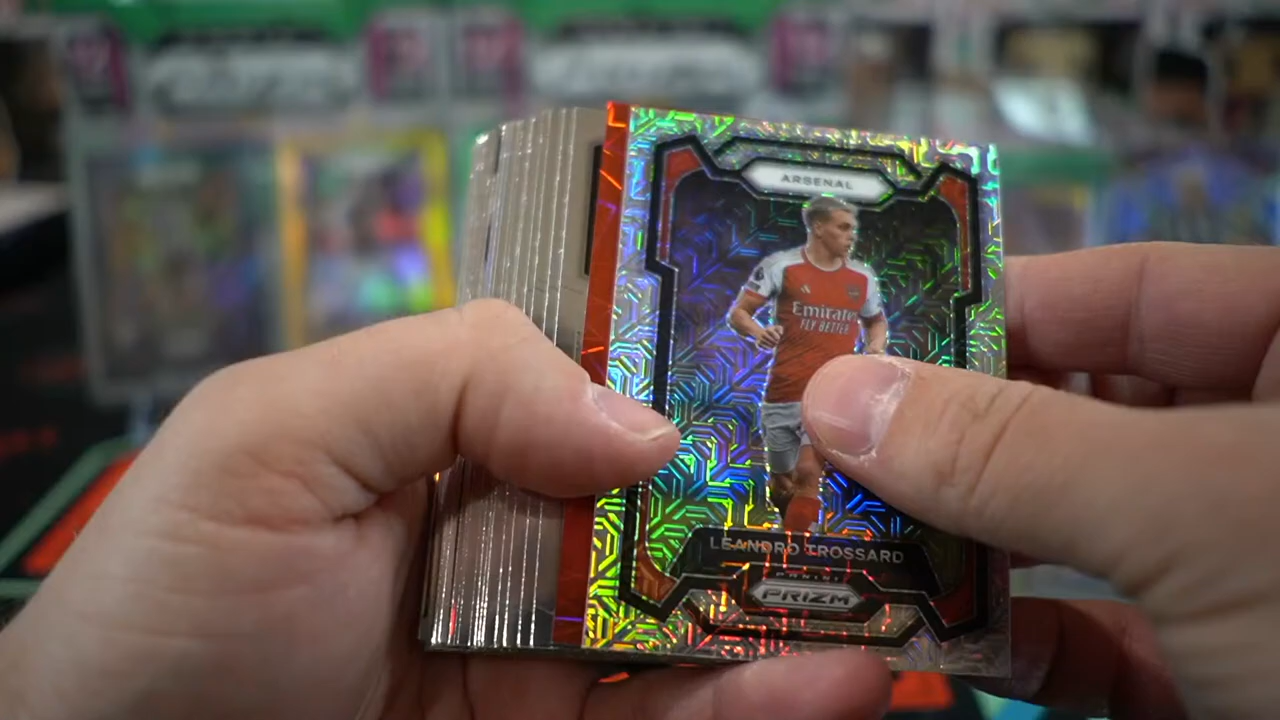 ARSENAL
Emirates
FLY BETTER
LEANDRO TROSSARD
PANINI
PRIZM